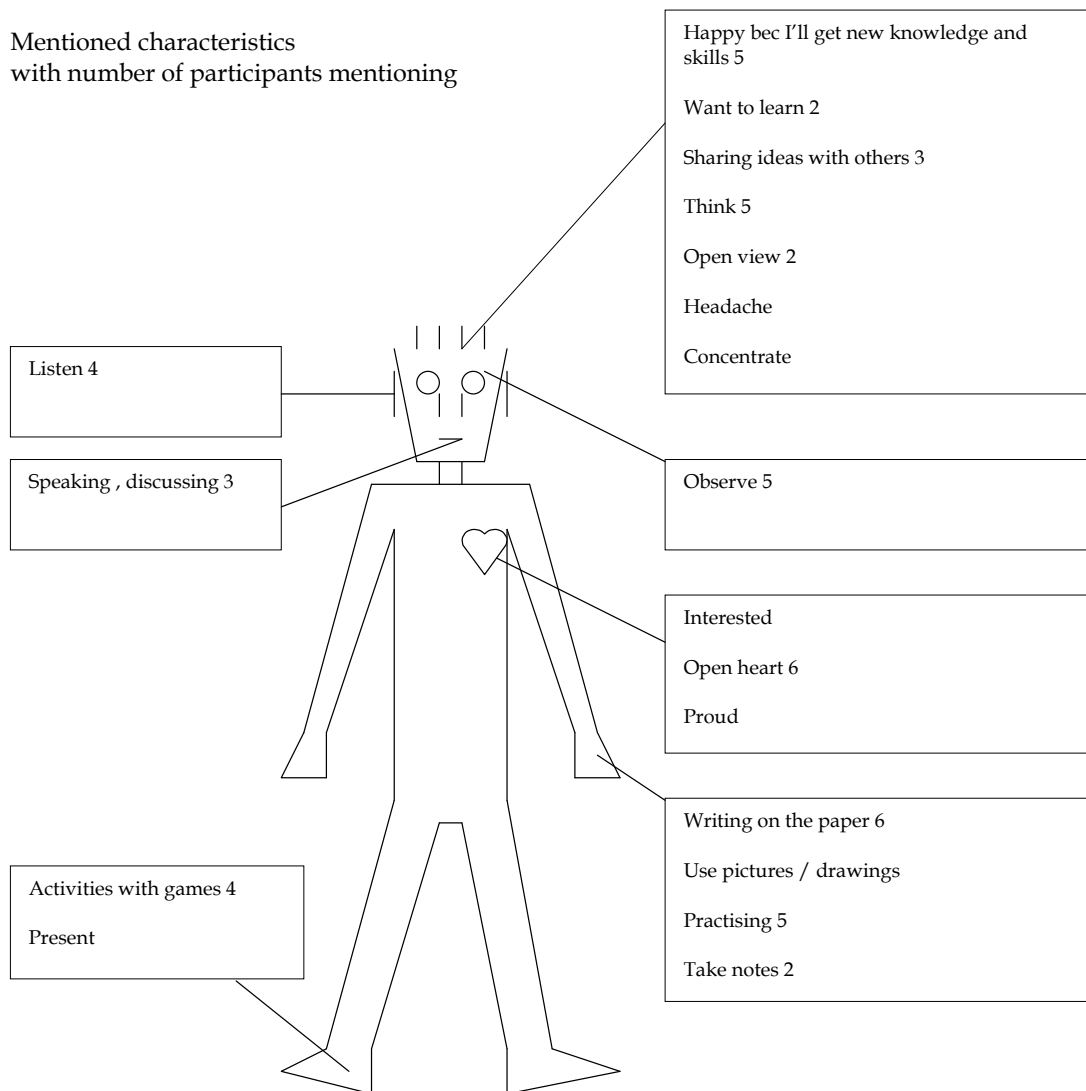 Mentioned characteristics
with number of participants mentioning
Happy bec I'll get new knowledge and
skills 5
Want to learn 2
Sharing ideas with others 3
Think 5
Open view 2
Headache
Concentrate
Listen 4
Speaking , discussing 3
Observe 5
Interested
Open heart 6
Proud
Writing on the paper 6
Use pictures / drawings
Practising 5
Take notes 2
Activities with games 4
Present